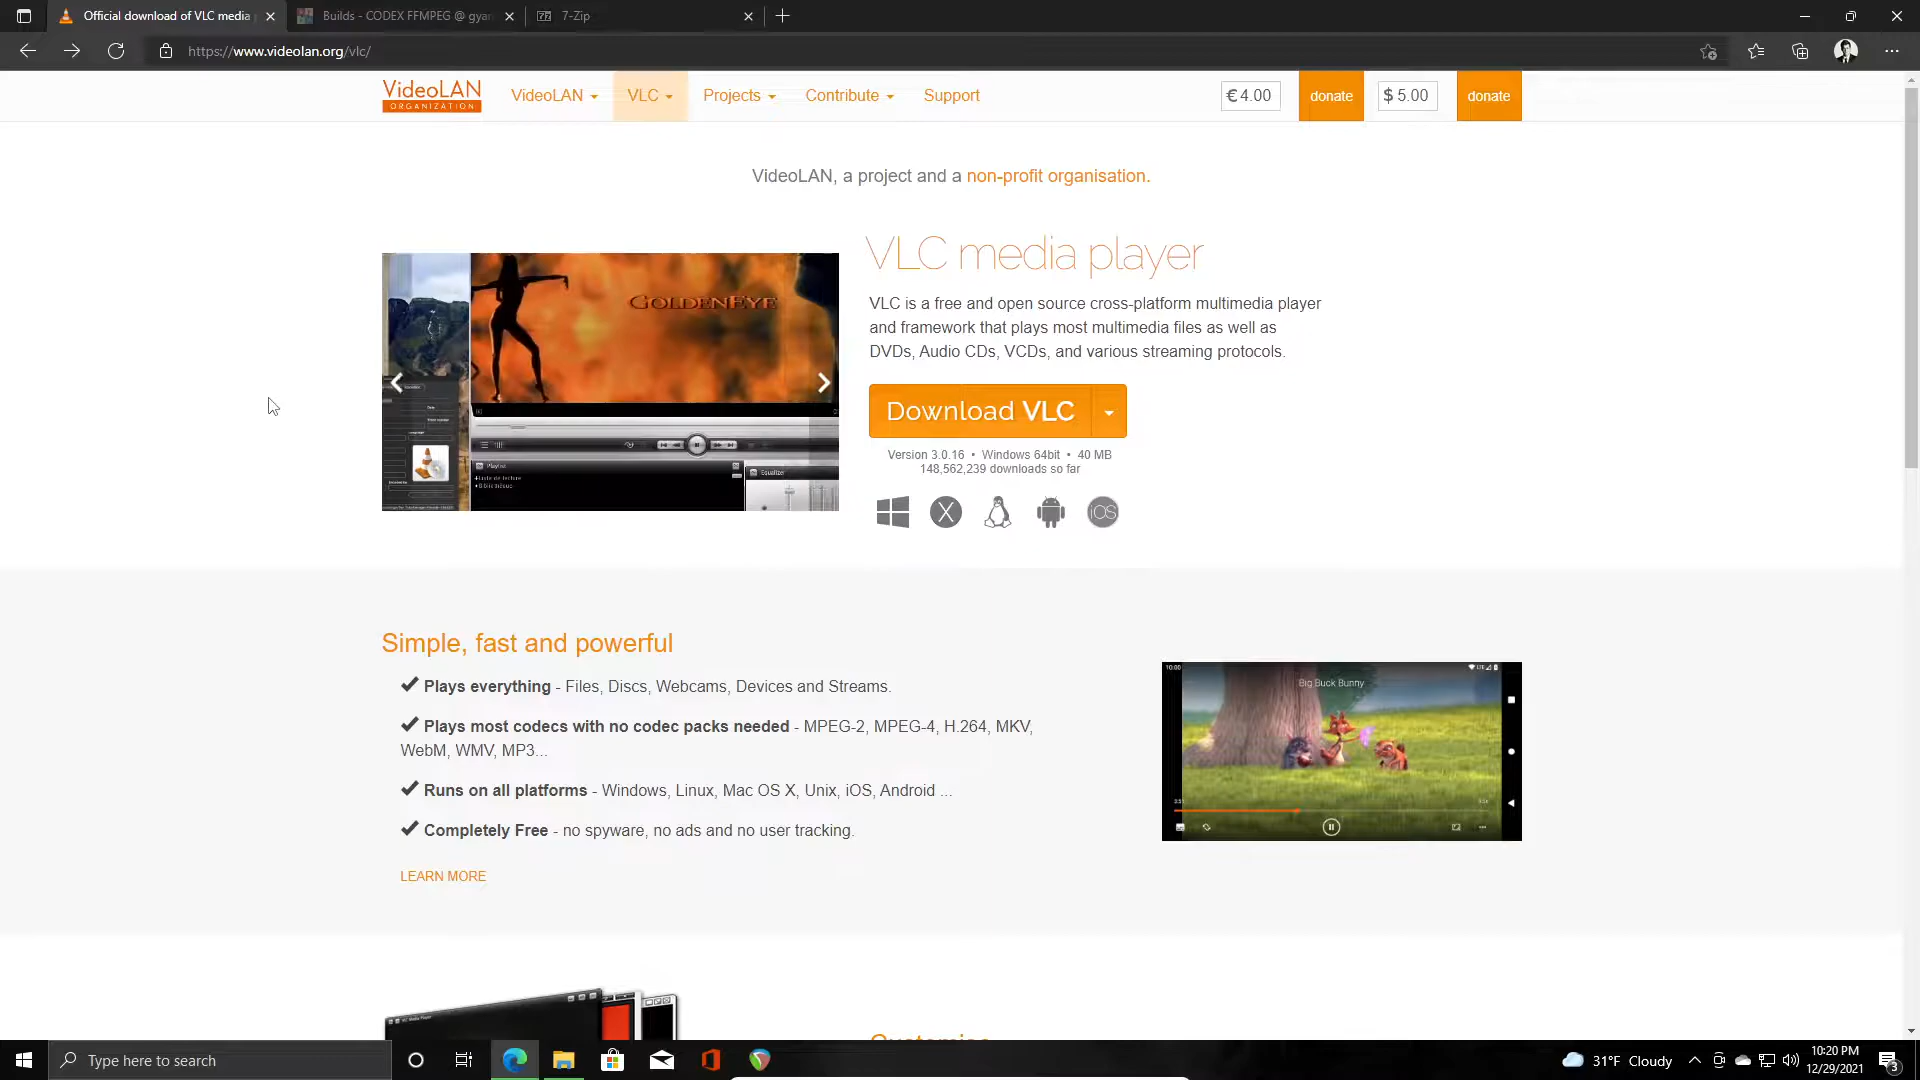 Official download of VLC media
Builds - CODEX FFMPEG @ gyan
7-Zip
https://www.videolan.org/vlc/
VideoLAN
ORGANIZATION
VideoLAN
VLC
Projects
Contribute
Support
€ 4.00
donate
$ 5.00
donate
VideoLAN, a project and a non-profit organisation.
GOLDENEYE
VLC media player
VLC is a free and open source cross-platform multimedia player
and framework that plays most multimedia files as well as
DVDs, Audio CDs, VCDs, and various streaming protocols.
Download VLC
Version 3.0.16 • Windows 64bit • 40 MB
148,562,239 downloads so far
X
iOS
Playlist
Equalizer
Simple, fast and powerful
Plays everything - Files, Discs, Webcams, Devices and Streams.
Plays most codecs with no codec packs needed - MPEG-2, MPEG-4, H.264, MKV,
WebM, WMV, MP3...
Runs on all platforms - Windows, Linux, Mac OS X, Unix, iOS, Android ...
Completely Free - no spyware, no ads and no user tracking.
LEARN MORE
10:00
LTE
Big Buck Bunny
Type here to search
31°F Cloudy
10:20 PM
12/29/2021
3